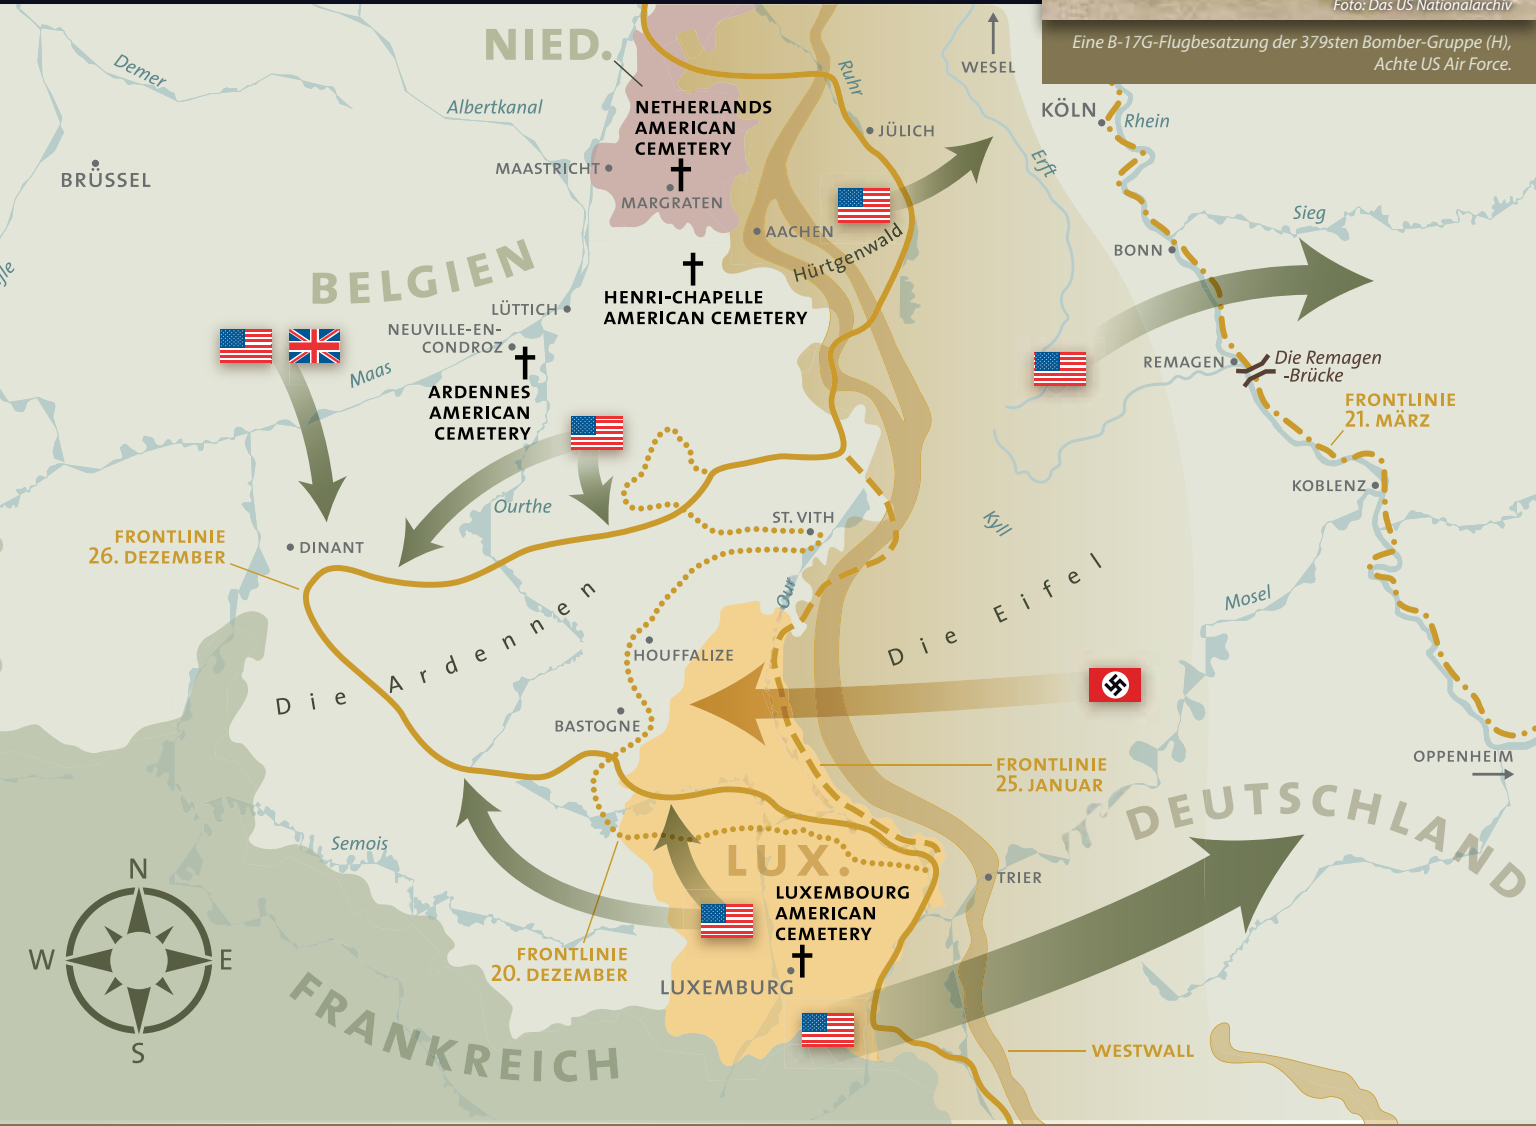 Foto: Das US Nationalarchiv
Eine B-17G-Flugbesatzung der 379sten Bomber-Gruppe (H),
Achte US Air Force.
NIED.
Demer
Albertkanal
Ruhr
WESEL
KÖLN
Rhein
NETHERLANDS
AMERICAN
CEMETERY
JÜLICH
Erft
MAASTRICHT
BRÜSSEL
MARGRATEN
Sieg
AACHEN
Hürtgenwald
BONN
BELGIEN
HENRI-CHAPELLE
AMERICAN CEMETERY
LÜTTICH
NEUVILLE-EN-
CONDROZ
Maas
ARDENNES
AMERICAN
CEMETERY
REMAGEN
Die Remagen
-Brücke
FRONTLINIE
21. MÄRZ
KOBLENZ
Ourthe
ST. VITH
Kyll
FRONTLINIE
26. DEZEMBER
DINANT
Our
Mosel
Die Ardennen
Die Eifel
HOUFFALIZE
BASTOGNE
FRONTLINIE
25. JANUAR
OPPENHEIM
DEUTSCHLAND
Semois
LUX.
TRIER
LUXEMBOURG
AMERICAN
CEMETERY
N
W
E
S
FRONTLINIE
20. DEZEMBER
LUXEMBURG
FRANKREICH
WESTWALL